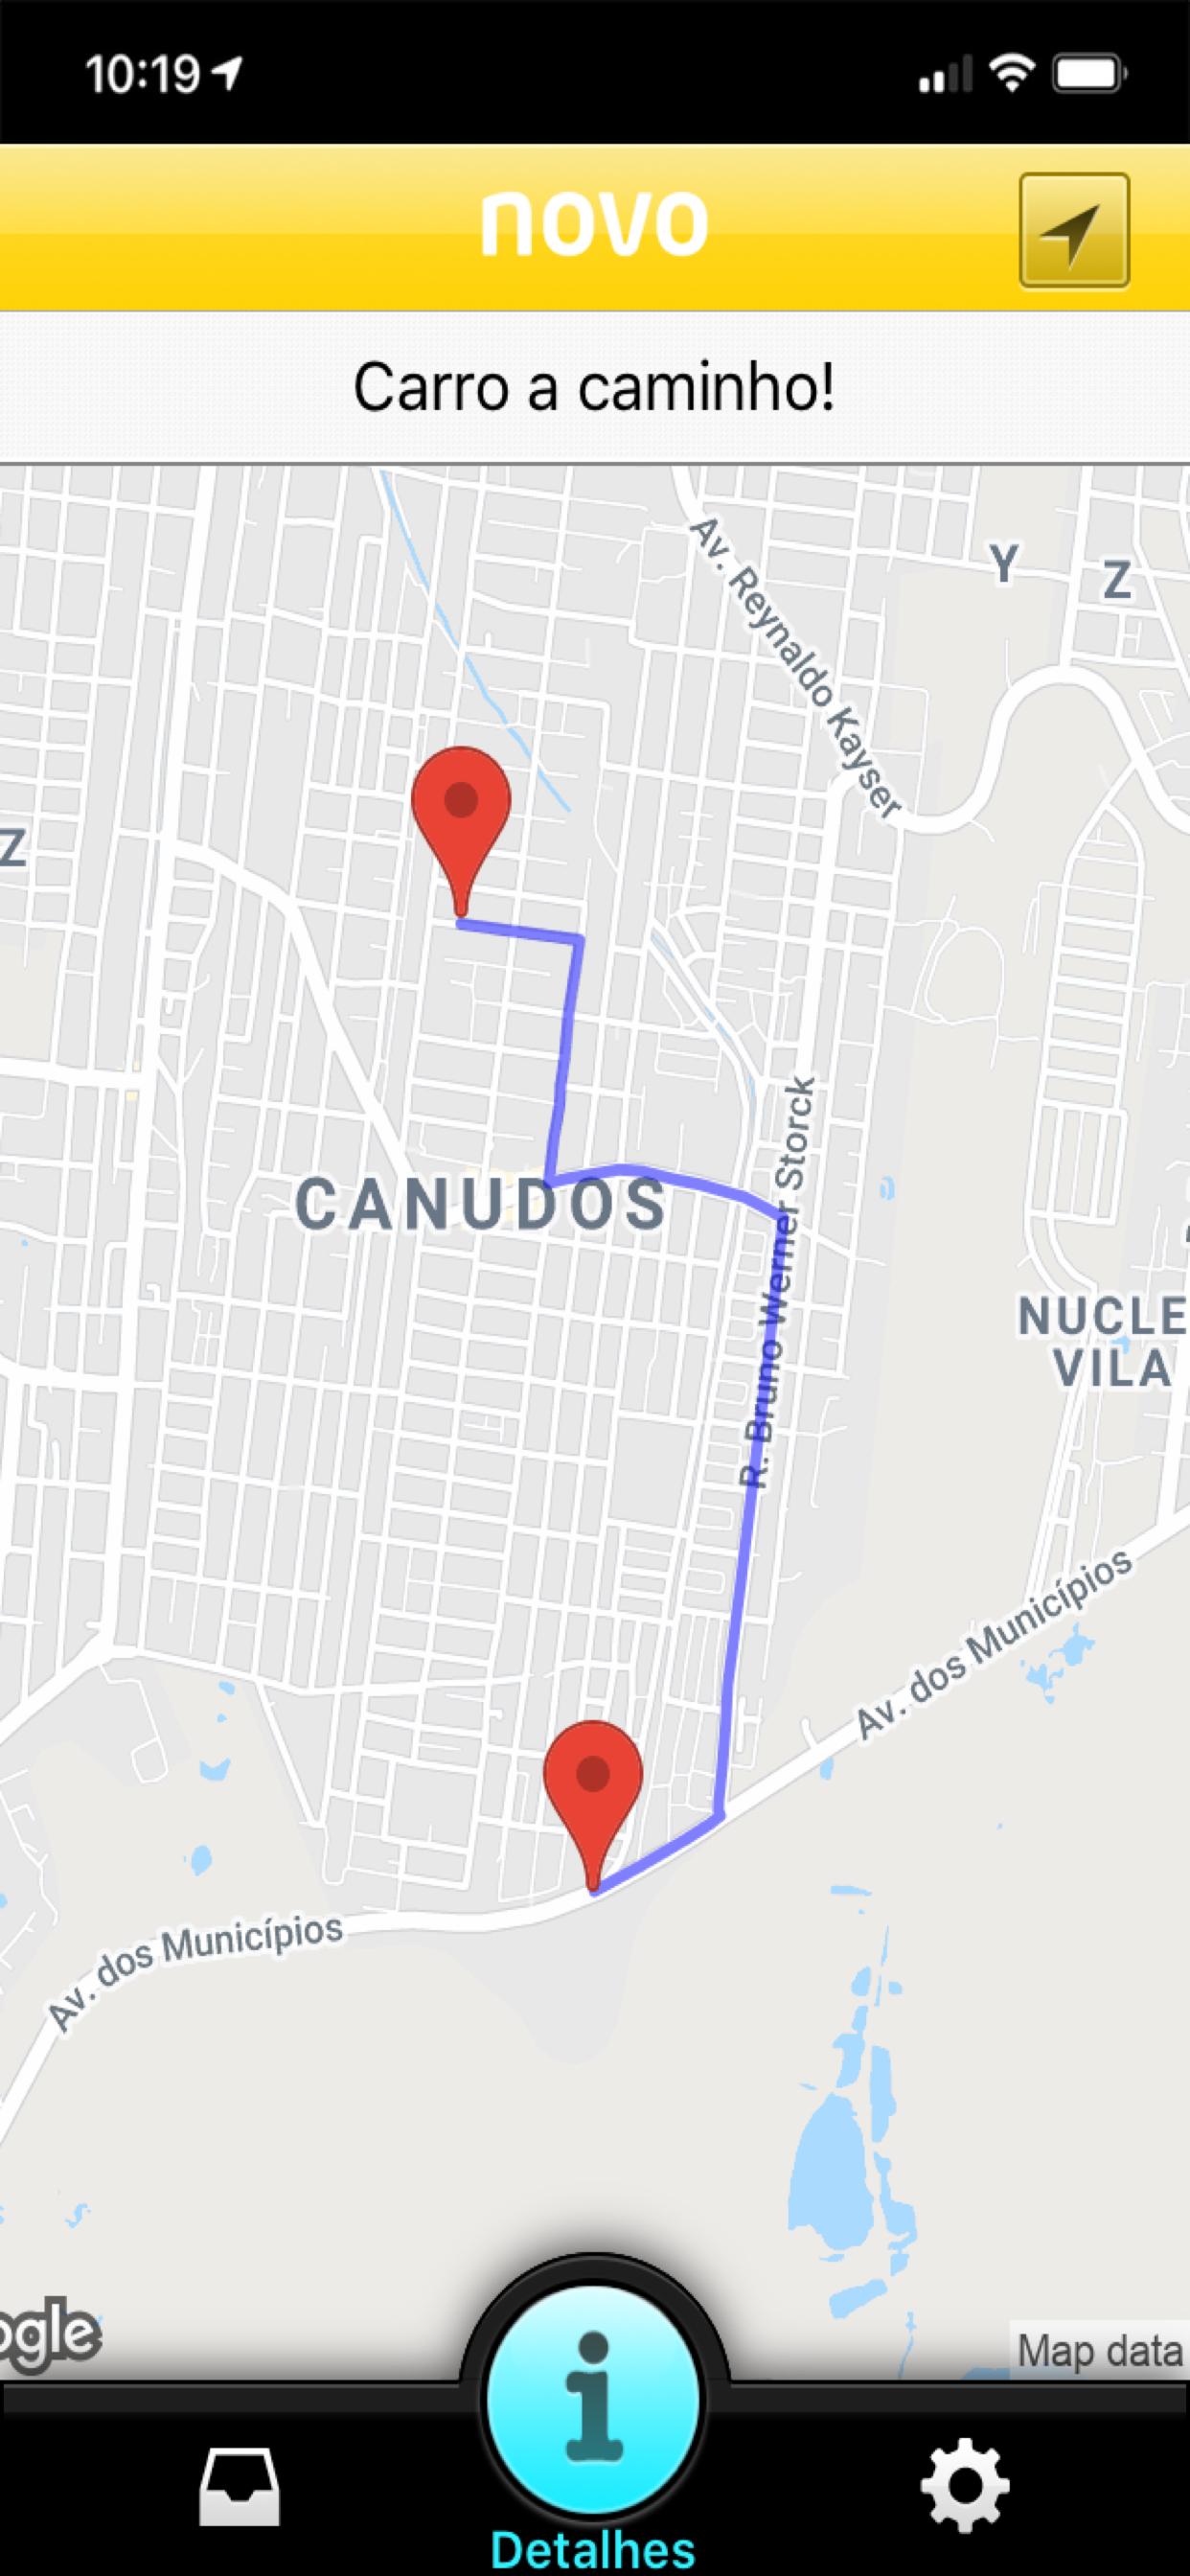 10:19
novo
Carro a caminho!
Av. Reynaldo Kayser
Y
Z
Z
CANUDOS
R. Bruno Werner Storck
NUCLE
VILA
Av. dos Municípios
Av. dos Municípios
ogle
Map data
Detalhes